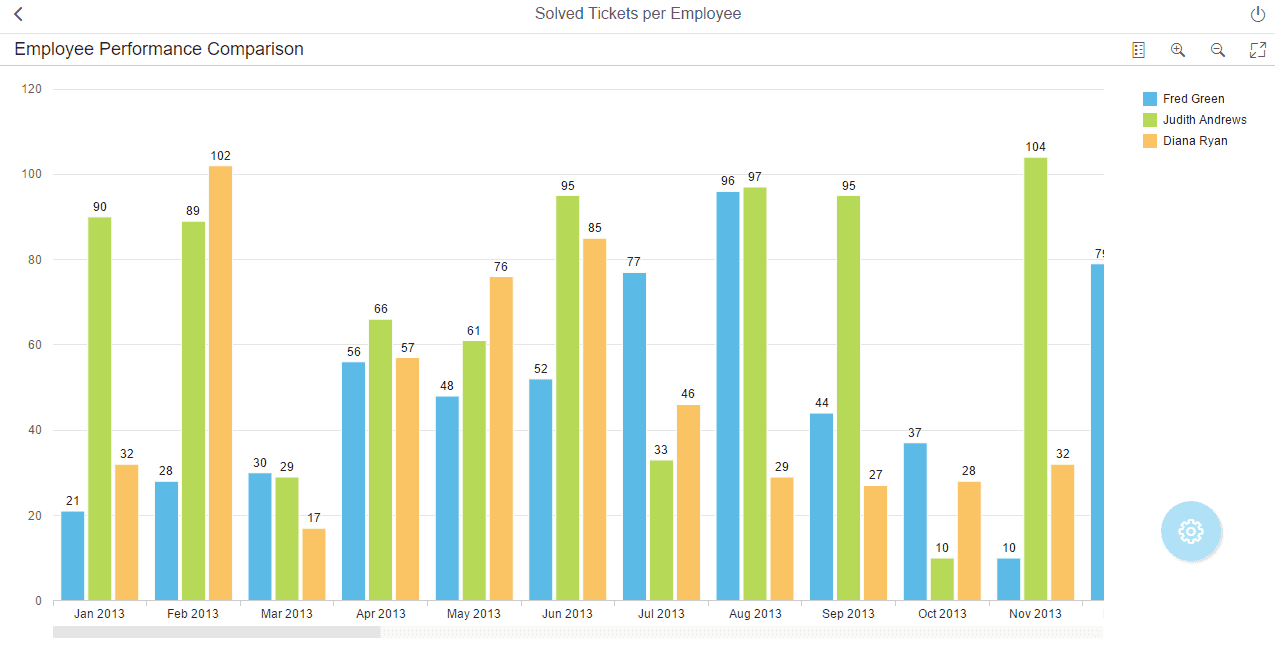 Solved Tickets per Employee
Employee Performance Comparison
120
100
80
60
40
20
0
21
90
32
28
89
102
30
29
17
56
66
57
48
61
76
52
95
85
77
33
46
96
97
29
44
95
27
37
10
28
10
104
32
Jan 2013
Feb 2013
Mar 2013
Apr 2013
May 2013
Jun 2013
Jul 2013
Aug 2013
Sep 2013
Oct 2013
Nov 2013
Fred Green
Judith Andrews
Diana Ryan